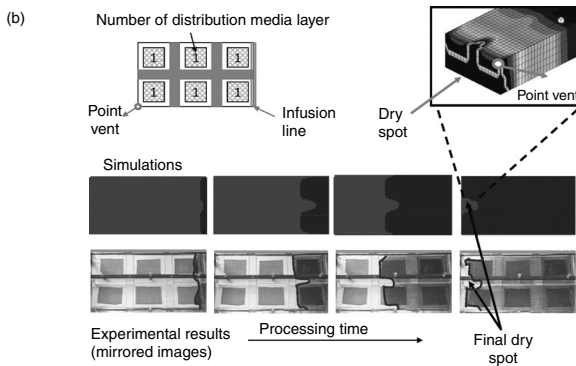 (b)
Number of distribution media layer
1 1 1
1 1 1
Point
vent
Infusion
line
Dry
spot
Point vent
Simulations
Experimental results
(mirrored images)
Processing time
Final dry
spot